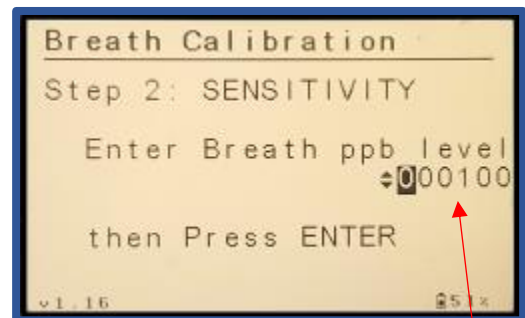 Breath Calibration
Step 2: SENSITIVITY
Enter Breath ppb level
000100
then Press ENTER
v1.16
51%